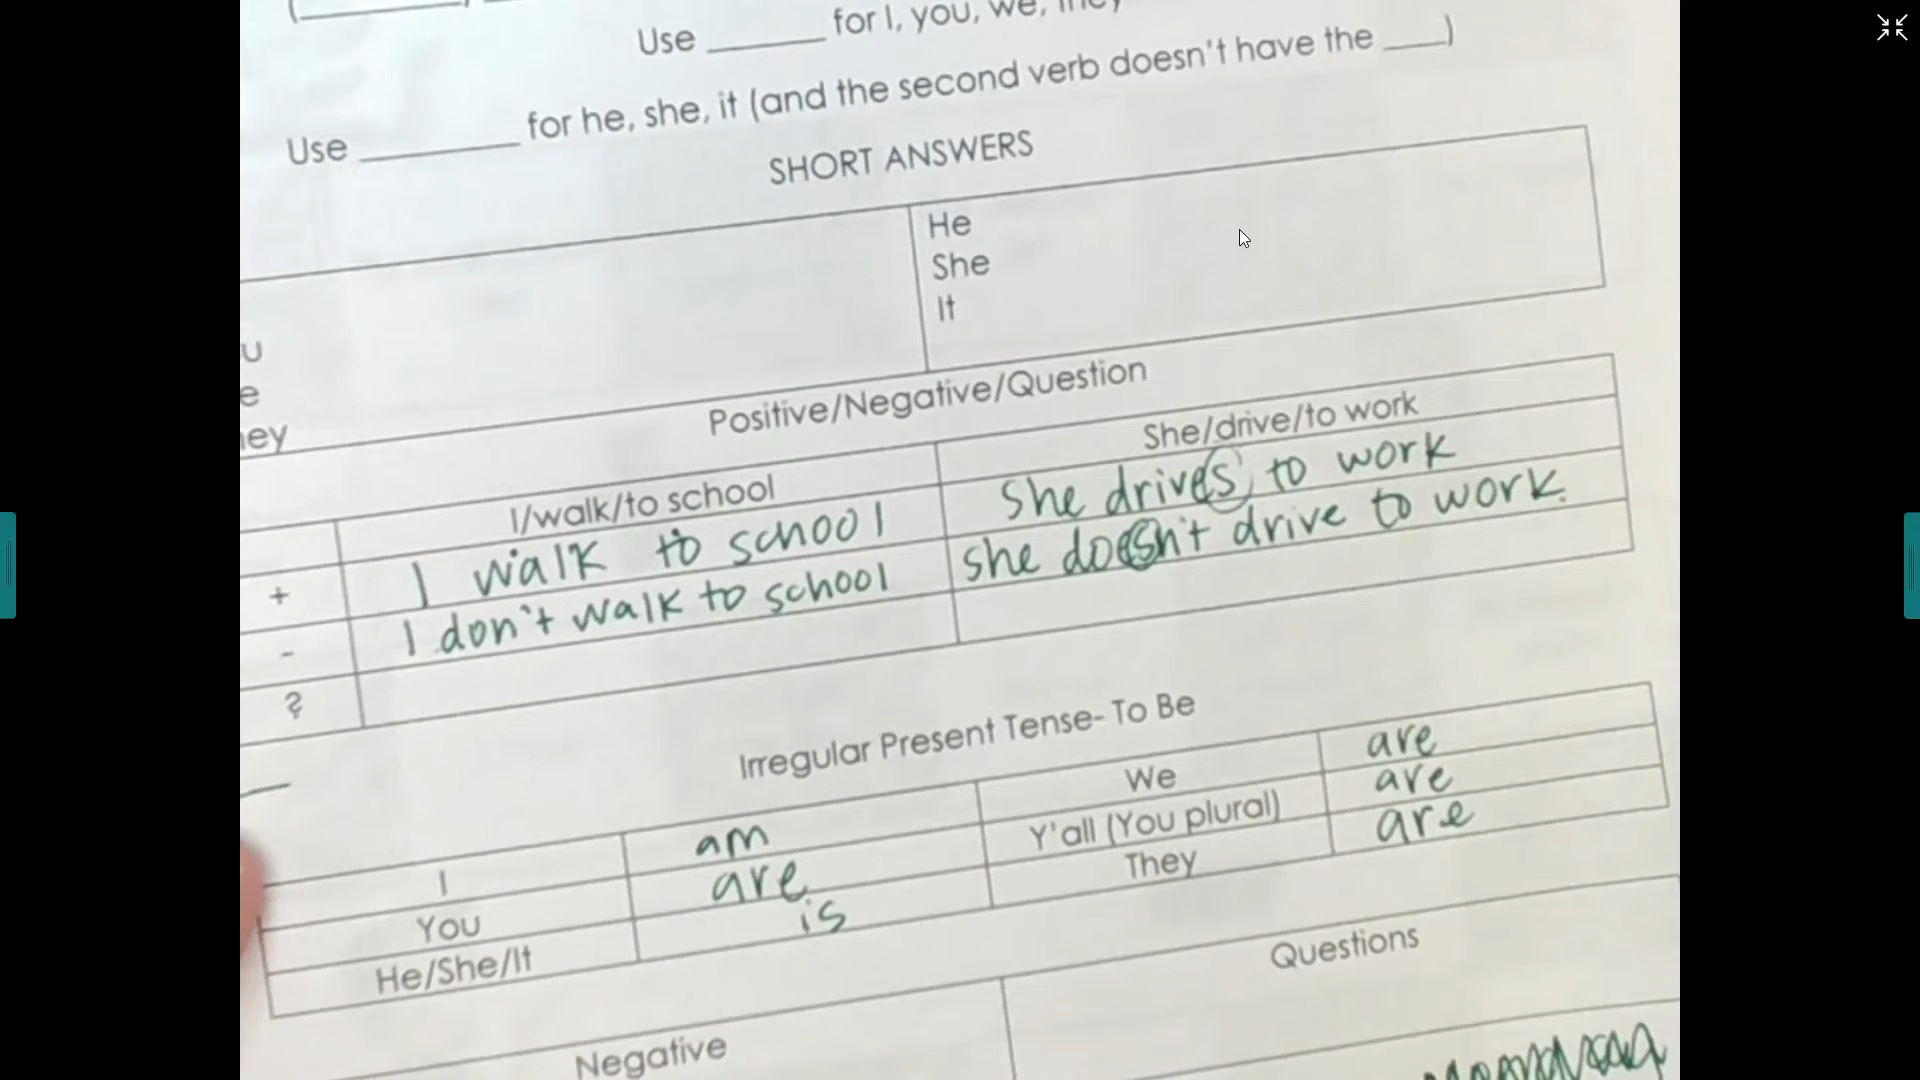 Use ______ for I, you, we, they
Use ________ for he, she, it (and the second verb doesn't have the ___)
SHORT ANSWERS
He
She
It
u
e
ey
Positive/Negative/Question
I/walk/to school She/drive/to work
+ I walk to school she drives to work
- I don't walk to school she doesn't drive to work.
?
Irregular Present Tense- To Be
I am We are
You are Y'all (You plural) are
He/She/It is They are
Negative Questions